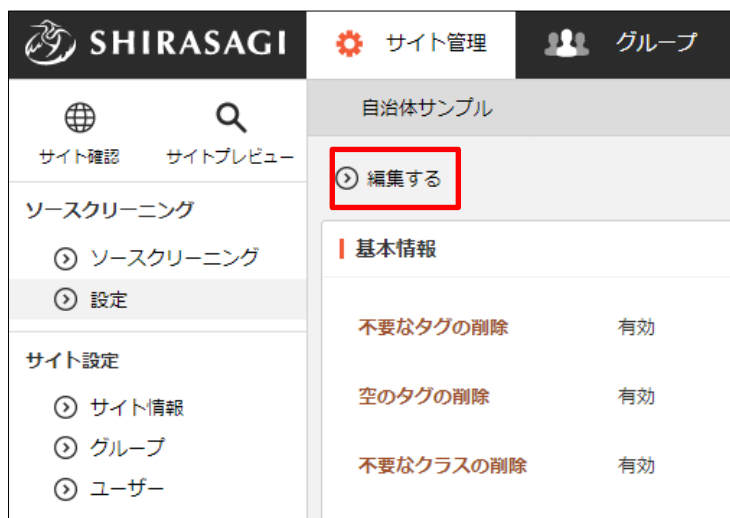 SHIRASAGI
サイト管理
グループ
サイト確認
サイトプレビュー
ソースクリーニング
ソースクリーニング
設定
サイト設定
サイト情報
グループ
ユーザー
自治体サンプル
編集する
基本情報
不要なタグの削除 有効
空のタグの削除 有効
不要なクラスの削除 有効